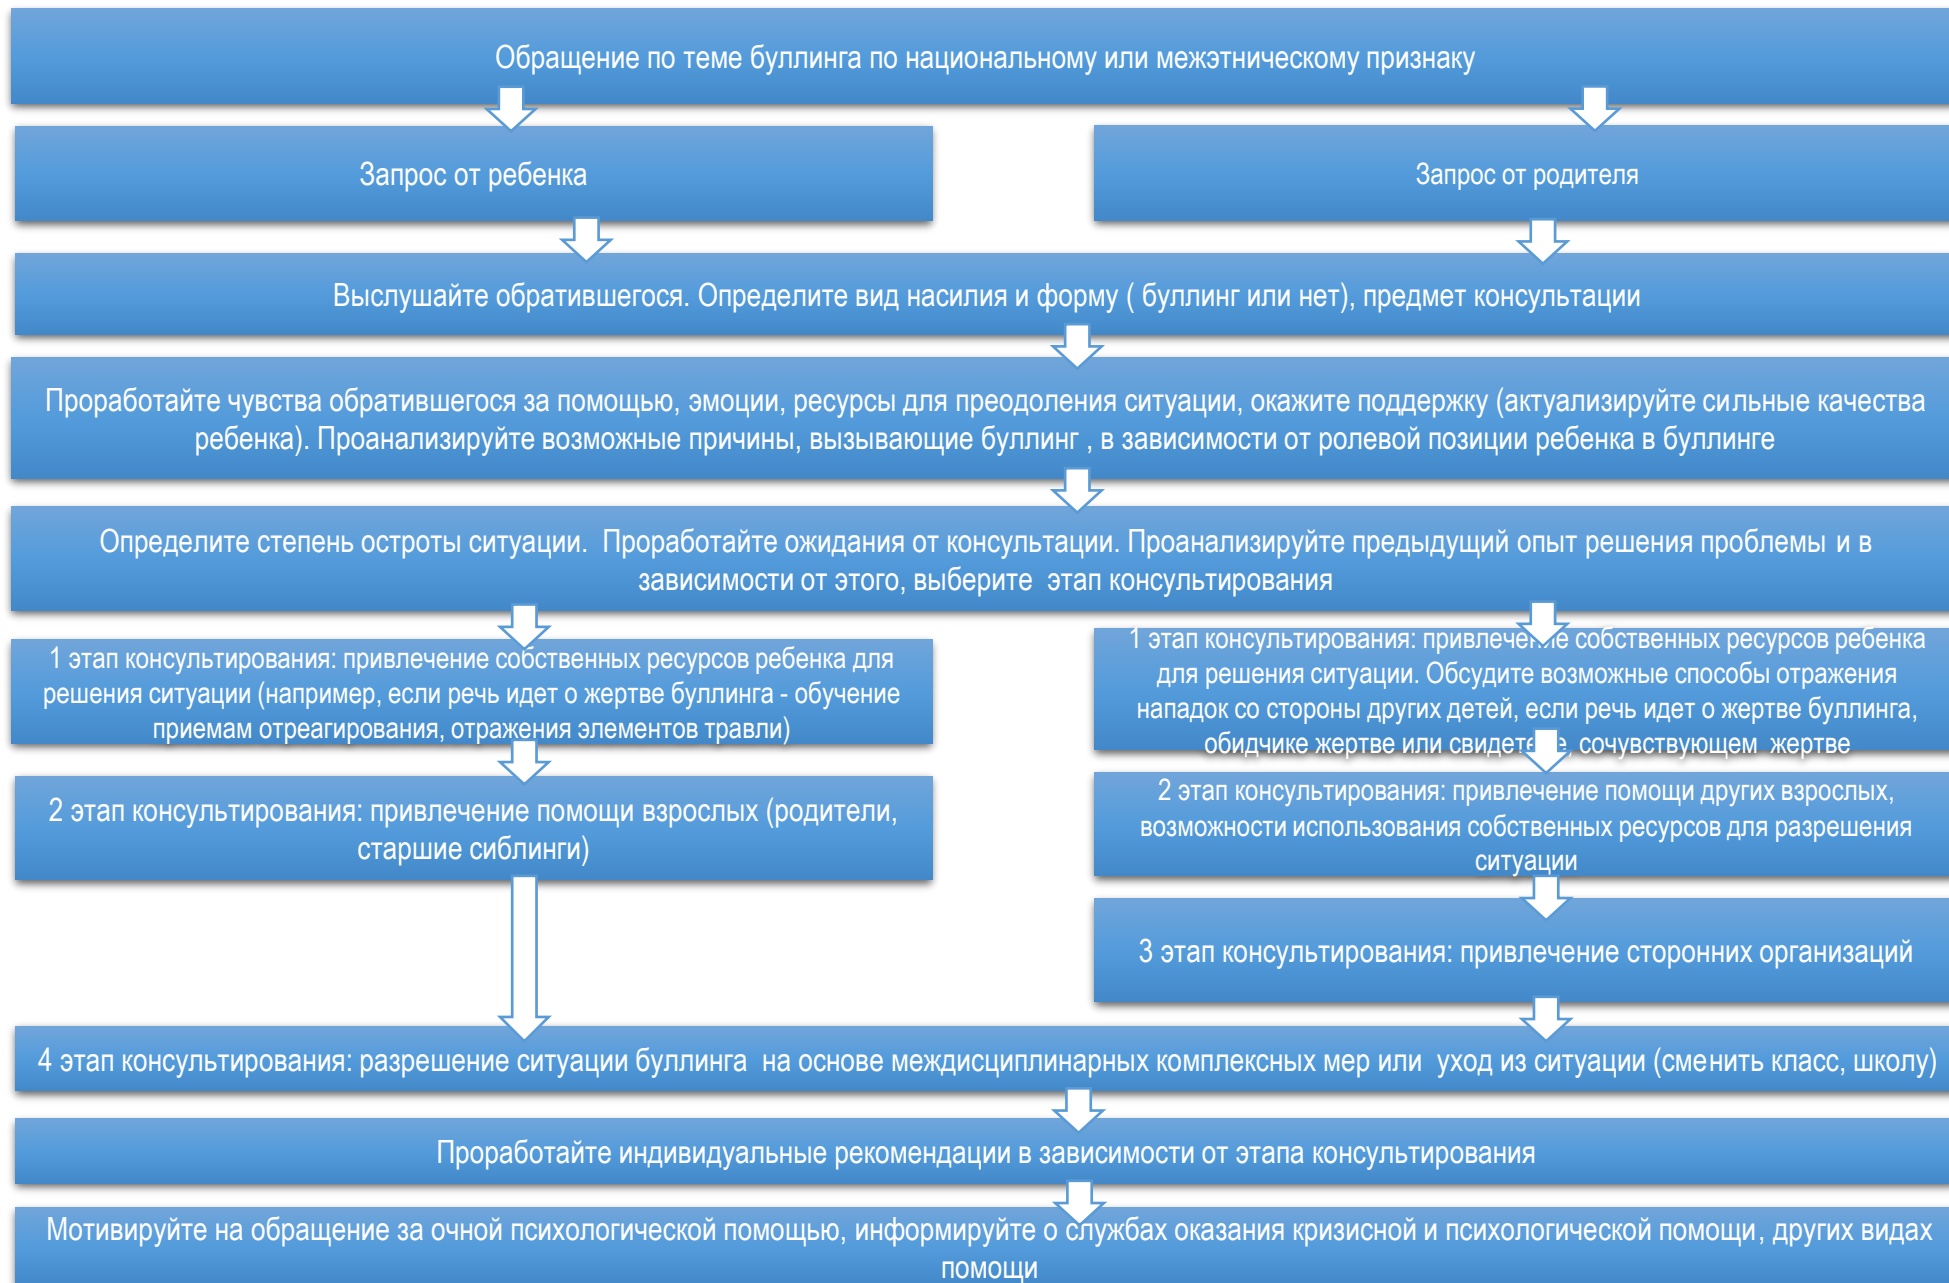 Обращение по теме буллинга по национальному или межэтническому признаку
Запрос от ребенка
Запрос от родителя
Выслушайте обратившегося. Определите вид насилия и форму ( буллинг или нет), предмет консультации
Проработайте чувства обратившегося за помощью, эмоции, ресурсы для преодоления ситуации, окажите поддержку (актуализируйте сильные качества
ребенка). Проанализируйте возможные причины, вызывающие буллинг , в зависимости от ролевой позиции ребенка в буллинге
Определите степень остроты ситуации.  Проработайте ожидания от консультации. Проанализируйте предыдущий опыт решения проблемы и в
зависимости от этого, выберите  этап консультирования
1 этап консультирования: привлечение собственных ресурсов ребенка для
решения ситуации (например, если речь идет о жертве буллинга - обучение
приемам отреагирования, отражения элементов травли)
1 этап консультирования: привлечение собственных ресурсов ребенка
для решения ситуации. Обсудите возможные способы отражения
нападок со стороны других детей, если речь идет о жертве буллинга,
обидчике жертве или свидетеле, сочувствующем  жертве
2 этап консультирования: привлечение помощи взрослых (родители,
старшие сиблинги)
2 этап консультирования: привлечение помощи других взрослых,
возможности использования собственных ресурсов для разрешения
ситуации
3 этап консультирования: привлечение сторонних организаций
4 этап консультирования: разрешение ситуации буллинга  на основе междисциплинарных комплексных мер или  уход из ситуации (сменить класс, школу)
Проработайте индивидуальные рекомендации в зависимости от этапа консультирования
Мотивируйте на обращение за очной психологической помощью, информируйте о службах оказания кризисной и психологической помощи, других видах
помощи